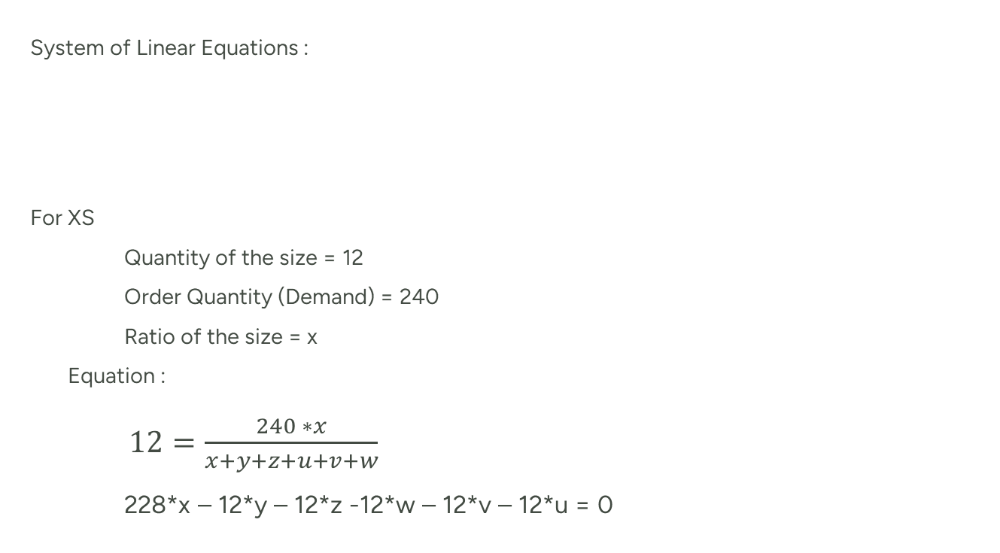 System of Linear Equations :
For XS
Quantity of the size = 12
Order Quantity (Demand) = 240
Ratio of the size = x
Equation :
12 = 240 *x / x+y+z+u+v+w
228*x – 12*y – 12*z -12*w – 12*v – 12*u = 0